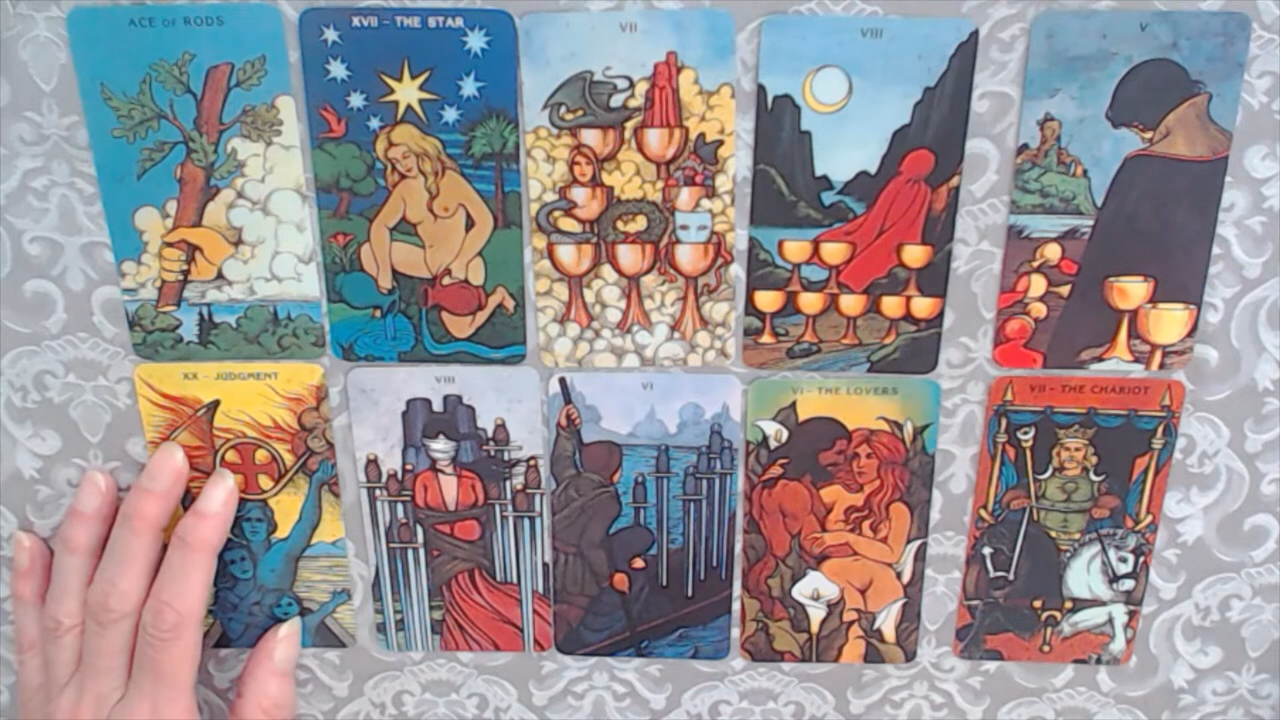 ACE OF RODS
XVII - THE STAR
VII
VIII
V
XX - JUDGMENT
VIII
VI
VI - THE LOVERS
VII - THE CHARIOT